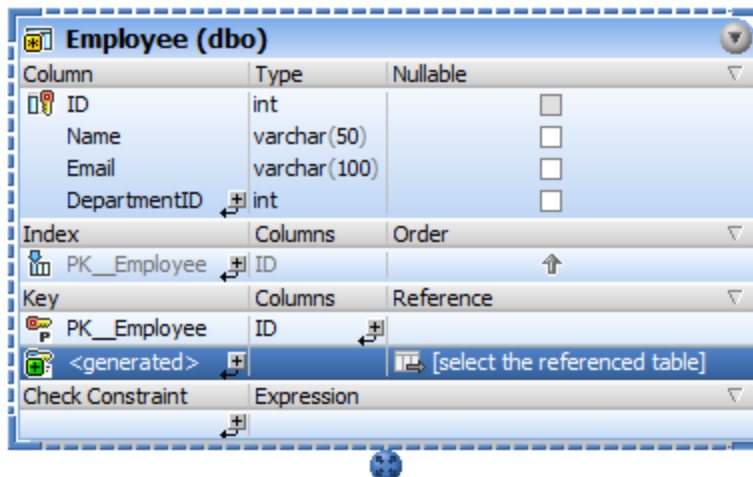 Employee (dbo)
Column Type Nullable
ID int
Name varchar(50)
Email varchar(100)
DepartmentID int
Index Columns Order
PK__Employee ID
Key Columns Reference
PK__Employee ID
<generated> [select the referenced table]
Check Constraint Expression